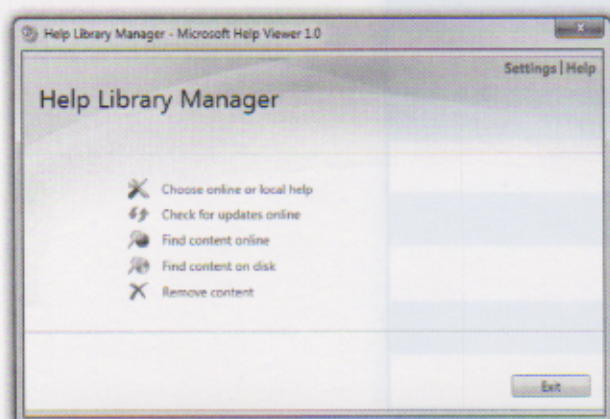 Help Library Manager - Microsoft Help Viewer 1.0
Settings | Help
Help Library Manager
Choose online or local help
Check for updates online
Find content online
Find content on disk
Remove content
Exit